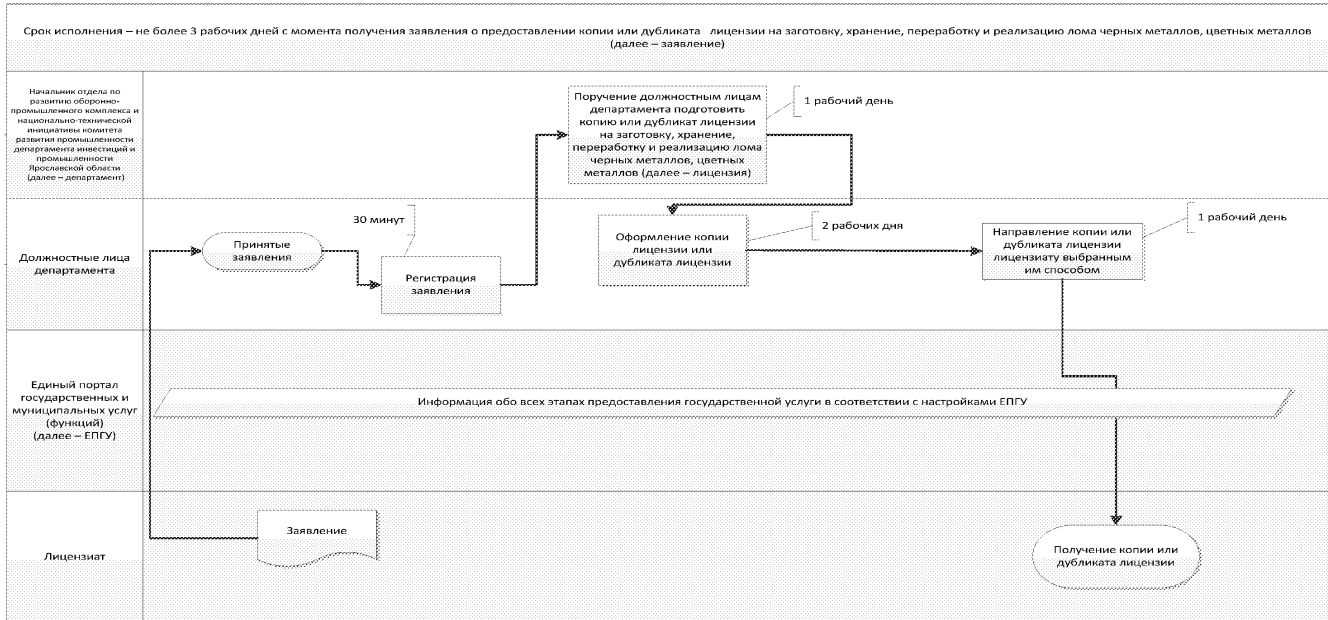 Срок исполнения – не более 3 рабочих дней с момента получения заявления о предоставлении копии или дубликата лицензии на заготовку, хранение, переработку и реализацию лома черных металлов, цветных металлов
(далее – заявление)
Начальник отдела по
развитию оборонно-
промышленного комплекса и
национально-технической
инициативы комитета
развития промышленности
департамента инвестиций и
промышленности
Ярославской области
(далее – департамент)
Поручение должностным лицам
департамента подготовить
копию или дубликат лицензии
на заготовку, хранение,
переработку и реализацию лома
черных металлов, цветных
металлов (далее – лицензия)
1 рабочий день
Должностные лица
департамента
Принятые
заявления
30 минут
Регистрация
заявления
Оформление копии
лицензии или
дубликата лицензии
2 рабочих дня
Направление копии или
дубликата лицензии
лицензиату выбранным
им способом
1 рабочий день
Единый портал
государственных и
муниципальных услуг
(функций)
(далее – ЕПГУ)
Информация обо всех этапах предоставления государственной услуги в соответствии с настройками ЕПГУ
Лицензиат
Заявление
Получение копии или
дубликата лицензии